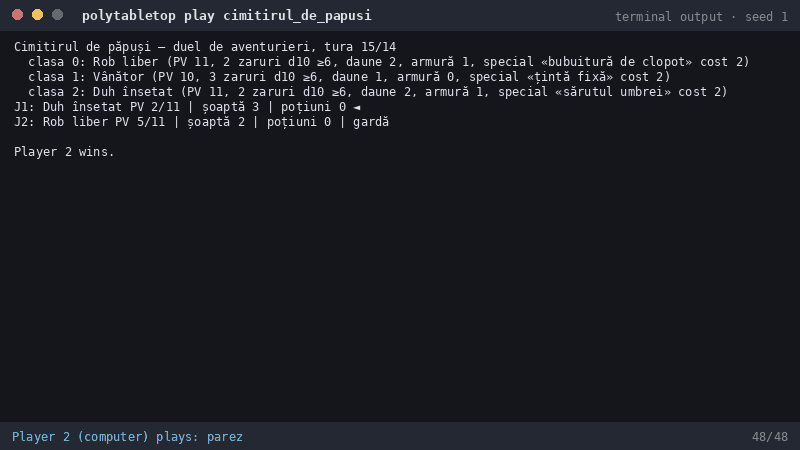 polytabletop play cimitirul_de_papusi
terminal output · seed 1
Cimitirul de păpuși — duel de aventurieri, tura 15/14
clasa 0: Rob liber (PV 11, 2 zaruri d10 ≥6, daune 2, armură 1, special «bubuitură de clopot» cost 2)
clasa 1: Vânător (PV 10, 3 zaruri d10 ≥6, daune 1, armură 0, special «țintă fixă» cost 2)
clasa 2: Duh însetat (PV 11, 2 zaruri d10 ≥6, daune 2, armură 1, special «sărutul umbrei» cost 2)
J1: Duh însetat PV 2/11 | șoaptă 3 | poțiuni 0 ◄
J2: Rob liber PV 5/11 | șoaptă 2 | poțiuni 0 | gardă
Player 2 wins.
Player 2 (computer) plays: parez
48/48